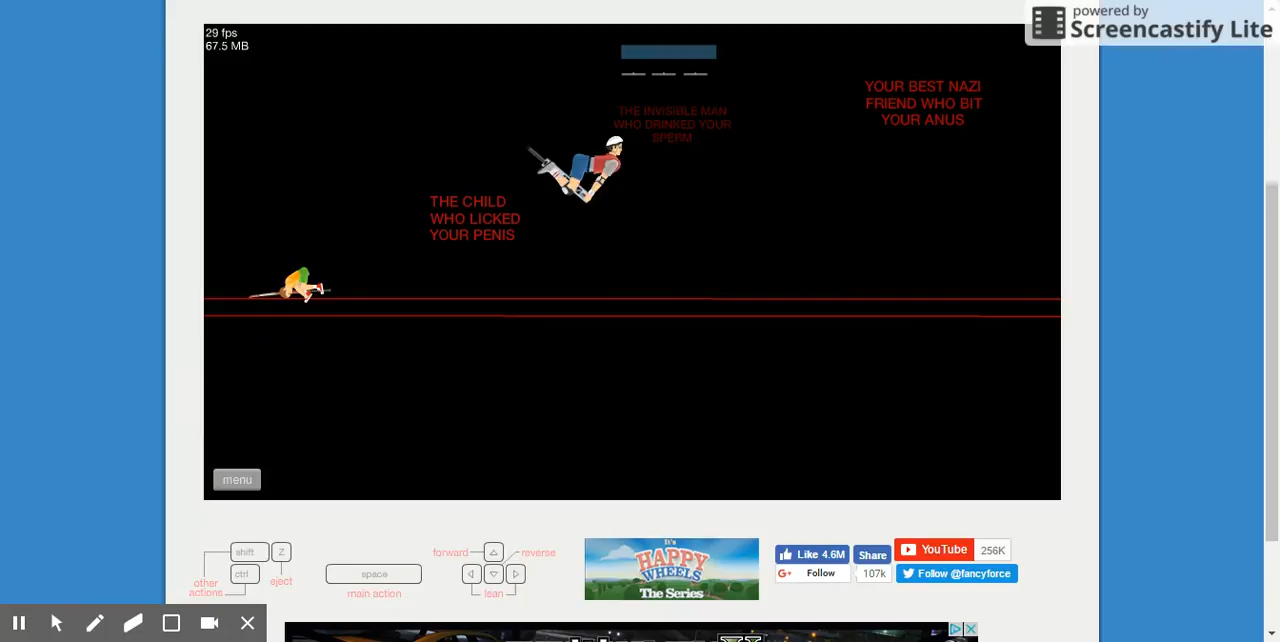 powered by
Screencastify Lite
29 fps
67.5 MB
YOUR BEST NAZI
FRIEND WHO BIT
YOUR ANUS
THE INVISIBLE MAN
WHO DRINKED YOUR
SPERM
THE CHILD
WHO LICKED
YOUR PENIS
menu
shift
Z
ctrl
other
actions
eject
space
main action
forward
reverse
lean
It's
HAPPY
WHEELS
The Series
Like 4.6M
Share
YouTube
256K
G+ Follow
107k
Follow @fancyforce